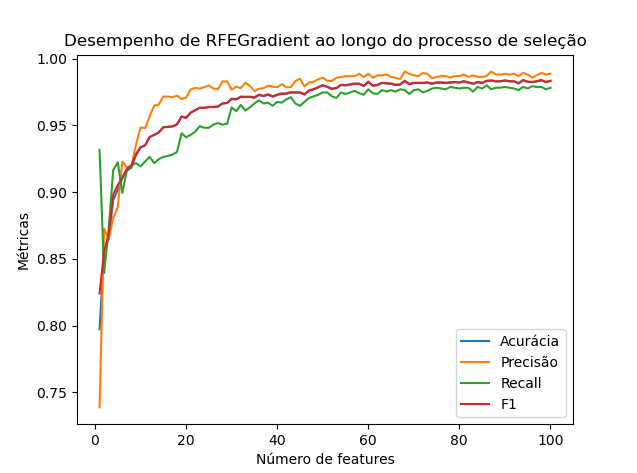 Desempenho de RFEGradient ao longo do processo de seleção
1.00
0.95
0.90
0.85
0.80
0.75
Métricas
0
20
40
60
80
100
Número de features
Acurácia
Precisão
Recall
F1